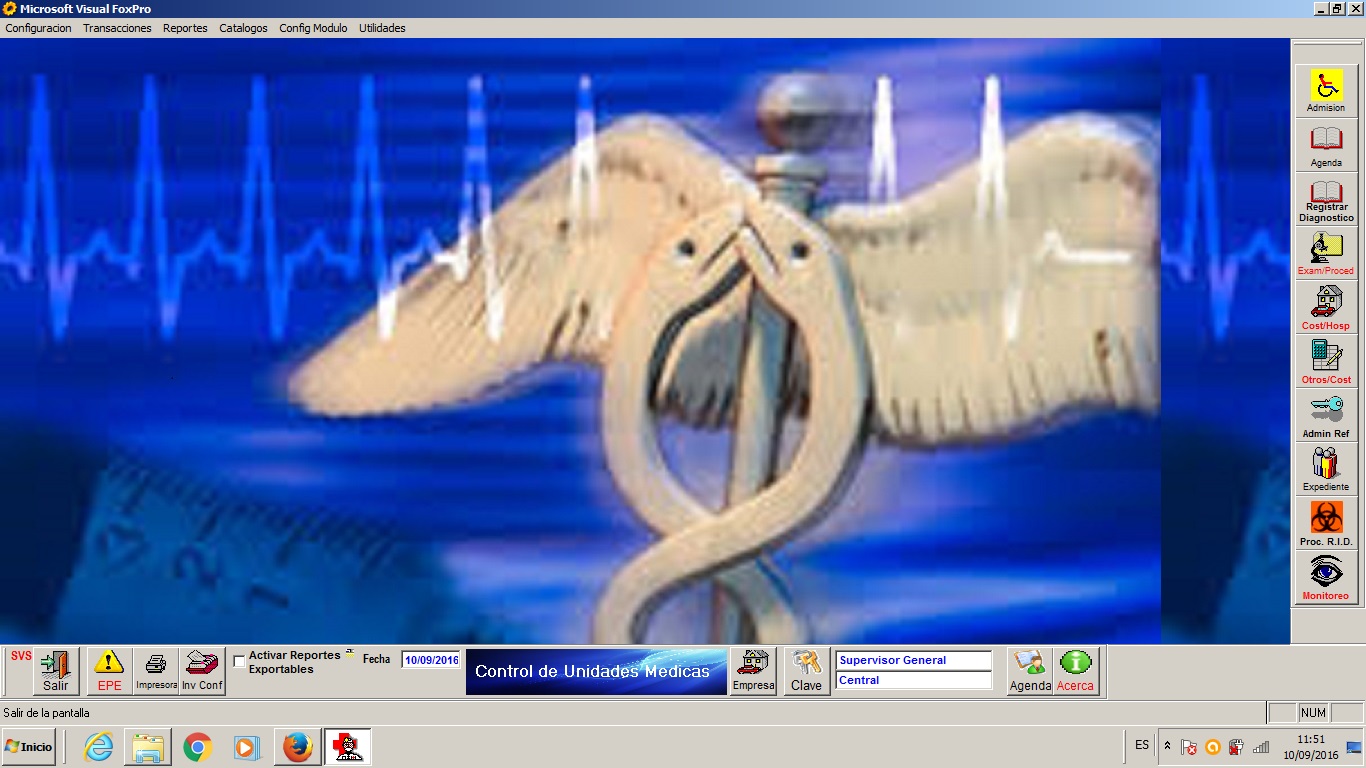 Microsoft Visual FoxPro
Configuracion Transacciones Reportes Catalogos Config Modulo Utilidades
Admision
Agenda
Registrar
Diagnostico
Exam/Proced
Cost/Hosp
Otros/Cost
Admin Ref
Expediente
Proc. R.I.D.
Monitoreo
2 1
SVS
Salir
EPE
Impresora
Inv Conf
Activar Reportes
Exportables
Fecha
10/09/2016
Control de Unidades Medicas
Empresa
Clave
Supervisor General
Central
Agenda
Acerca
Salir de la pantalla
NUM
Inicio
ES
11:51
10/09/2016